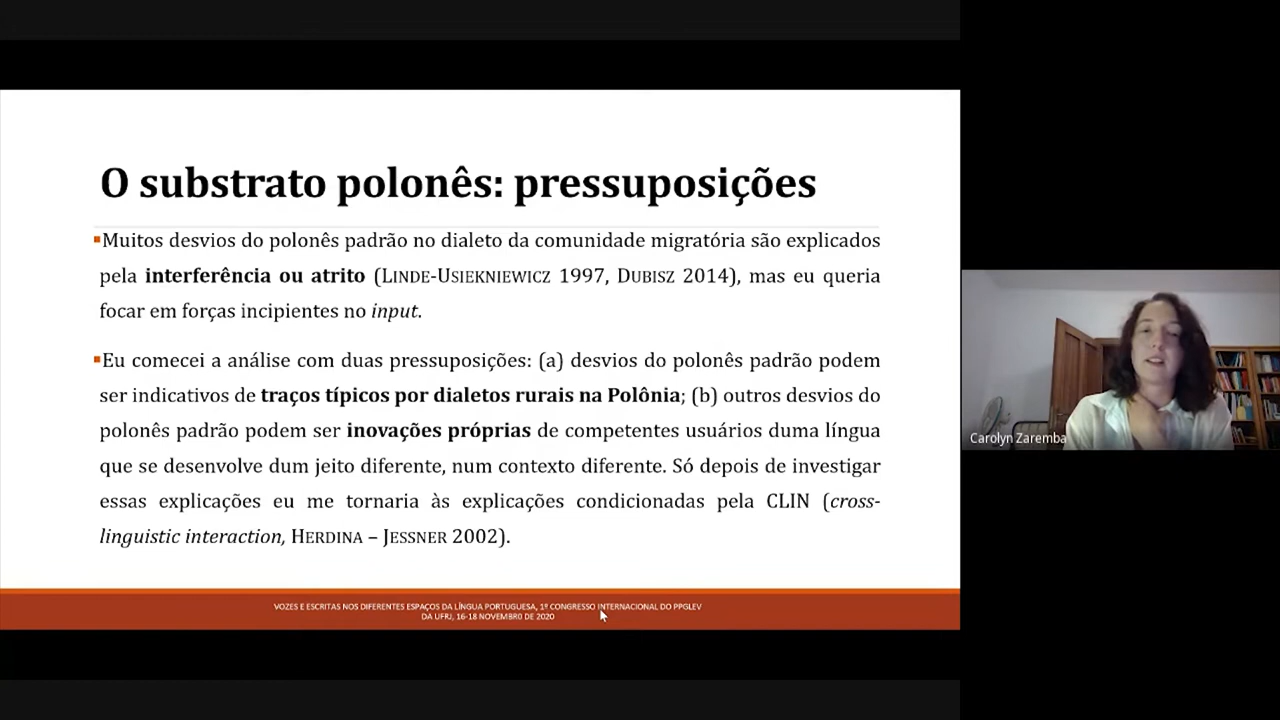 O substrato polonês: pressuposições
▪Muitos desvios do polonês padrão no dialeto da comunidade migratória são explicados
pela interferência ou atrito (LINDE-USIEKNIEWICZ 1997, DUBISZ 2014), mas eu queria
focar em forças incipientes no input.
▪Eu comecei a análise com duas pressuposições: (a) desvios do polonês padrão podem
ser indicativos de traços típicos por dialetos rurais na Polônia; (b) outros desvios do
polonês padrão podem ser inovações próprias de competentes usuários duma língua
que se desenvolve dum jeito diferente, num contexto diferente. Só depois de investigar
essas explicações eu me tornaria às explicações condicionadas pela CLIN (cross-
linguistic interaction, HERDINA – JESSNER 2002).
VOZES E ESCRITAS NOS DIFERENTES ESPAÇOS DA LÍNGUA PORTUGUESA, 1º CONGRESSO INTERNACIONAL DO PPGLEV
DA UFRJ, 16-18 NOVEMBRO DE 2020
Carolyn Zaremba